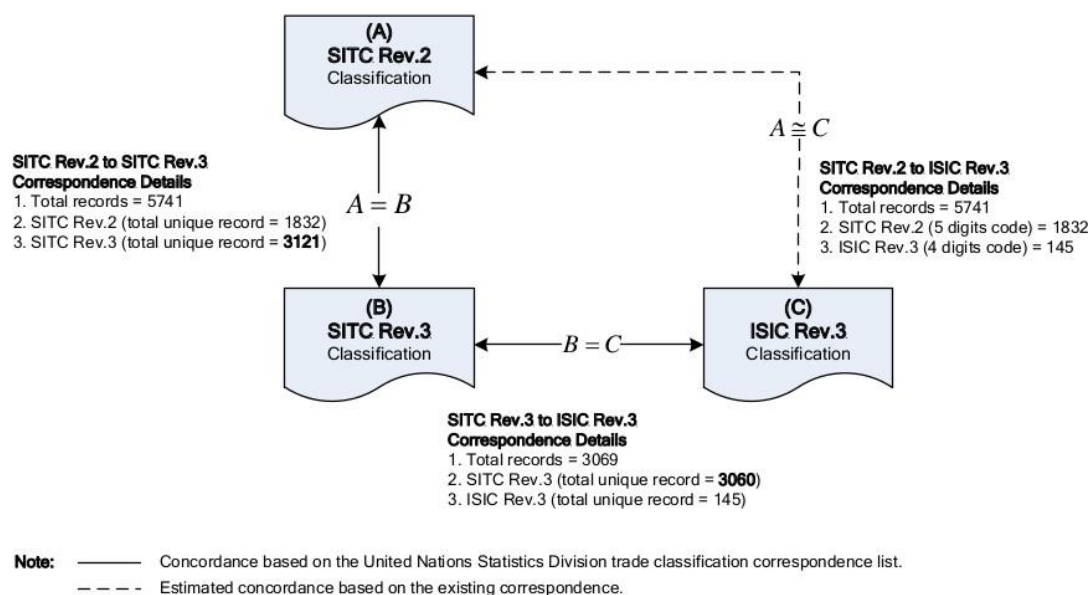 (A)
SITC Rev.2
Classification
A ≅ C
SITC Rev.2 to SITC Rev.3
Correspondence Details
1. Total records = 5741
2. SITC Rev.2 (total unique record = 1832)
3. SITC Rev.3 (total unique record = 3121)
A = B
SITC Rev.2 to ISIC Rev.3
Correspondence Details
1. Total records = 5741
2. SITC Rev.2 (5 digits code) = 1832
3. ISIC Rev.3 (4 digits code) = 145
(B)
SITC Rev.3
Classification
B = C
(C)
ISIC Rev.3
Classification
SITC Rev.3 to ISIC Rev.3
Correspondence Details
1. Total records = 3069
2. SITC Rev.3 (total unique record = 3060)
3. ISIC Rev.3 (total unique record = 145)
Note: Concordance based on the United Nations Statistics Division trade classification correspondence list.
Estimated concordance based on the existing correspondence.